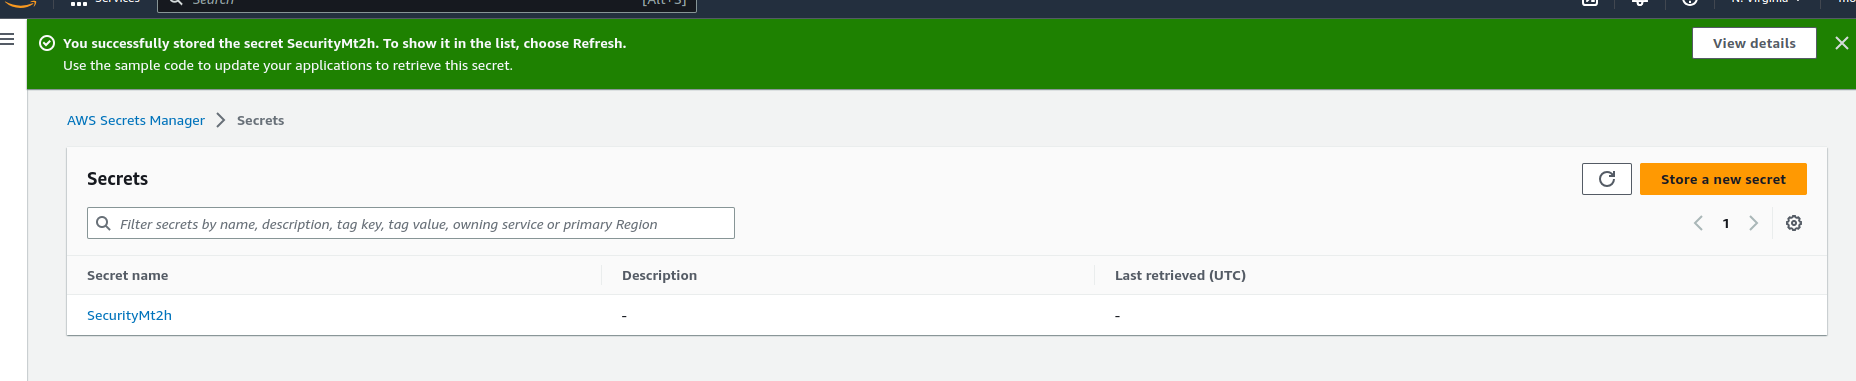 Services
Search
[Alt+S]
N. Virginia
You successfully stored the secret SecurityMt2h. To show it in the list, choose Refresh.
Use the sample code to update your applications to retrieve this secret.
View details
AWS Secrets Manager > Secrets
Secrets
Store a new secret
Filter secrets by name, description, tag key, tag value, owning service or primary Region
1
Secret name Description Last retrieved (UTC)
SecurityMt2h - -